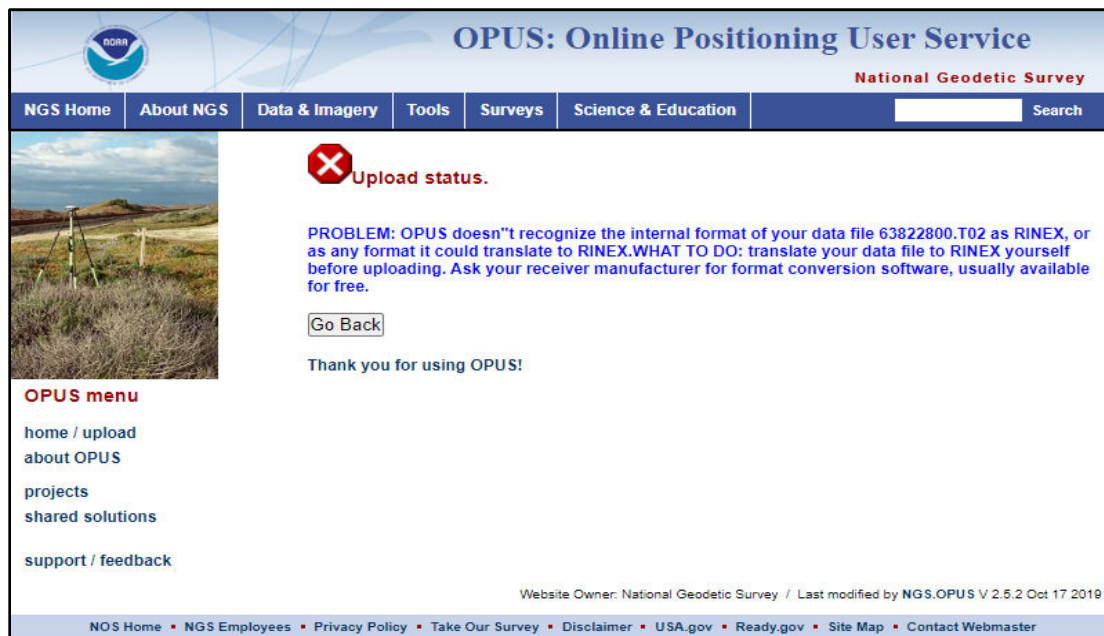 NOAA
OPUS: Online Positioning User Service
National Geodetic Survey
NGS Home
About NGS
Data & Imagery
Tools
Surveys
Science & Education
Search
Upload status.
PROBLEM: OPUS doesn"t recognize the internal format of your data file 63822800.T02 as RINEX, or
as any format it could translate to RINEX.WHAT TO DO: translate your data file to RINEX yourself
before uploading. Ask your receiver manufacturer for format conversion software, usually available
for free.
Go Back
Thank you for using OPUS!
OPUS menu
home / upload
about OPUS
projects
shared solutions
support / feedback
Website Owner: National Geodetic Survey / Last modified by NGS.OPUS V 2.5.2 Oct 17 2019
NOS Home ▪ NGS Employees ▪ Privacy Policy ▪ Take Our Survey ▪ Disclaimer ▪ USA.gov ▪ Ready.gov ▪ Site Map ▪ Contact Webmaster